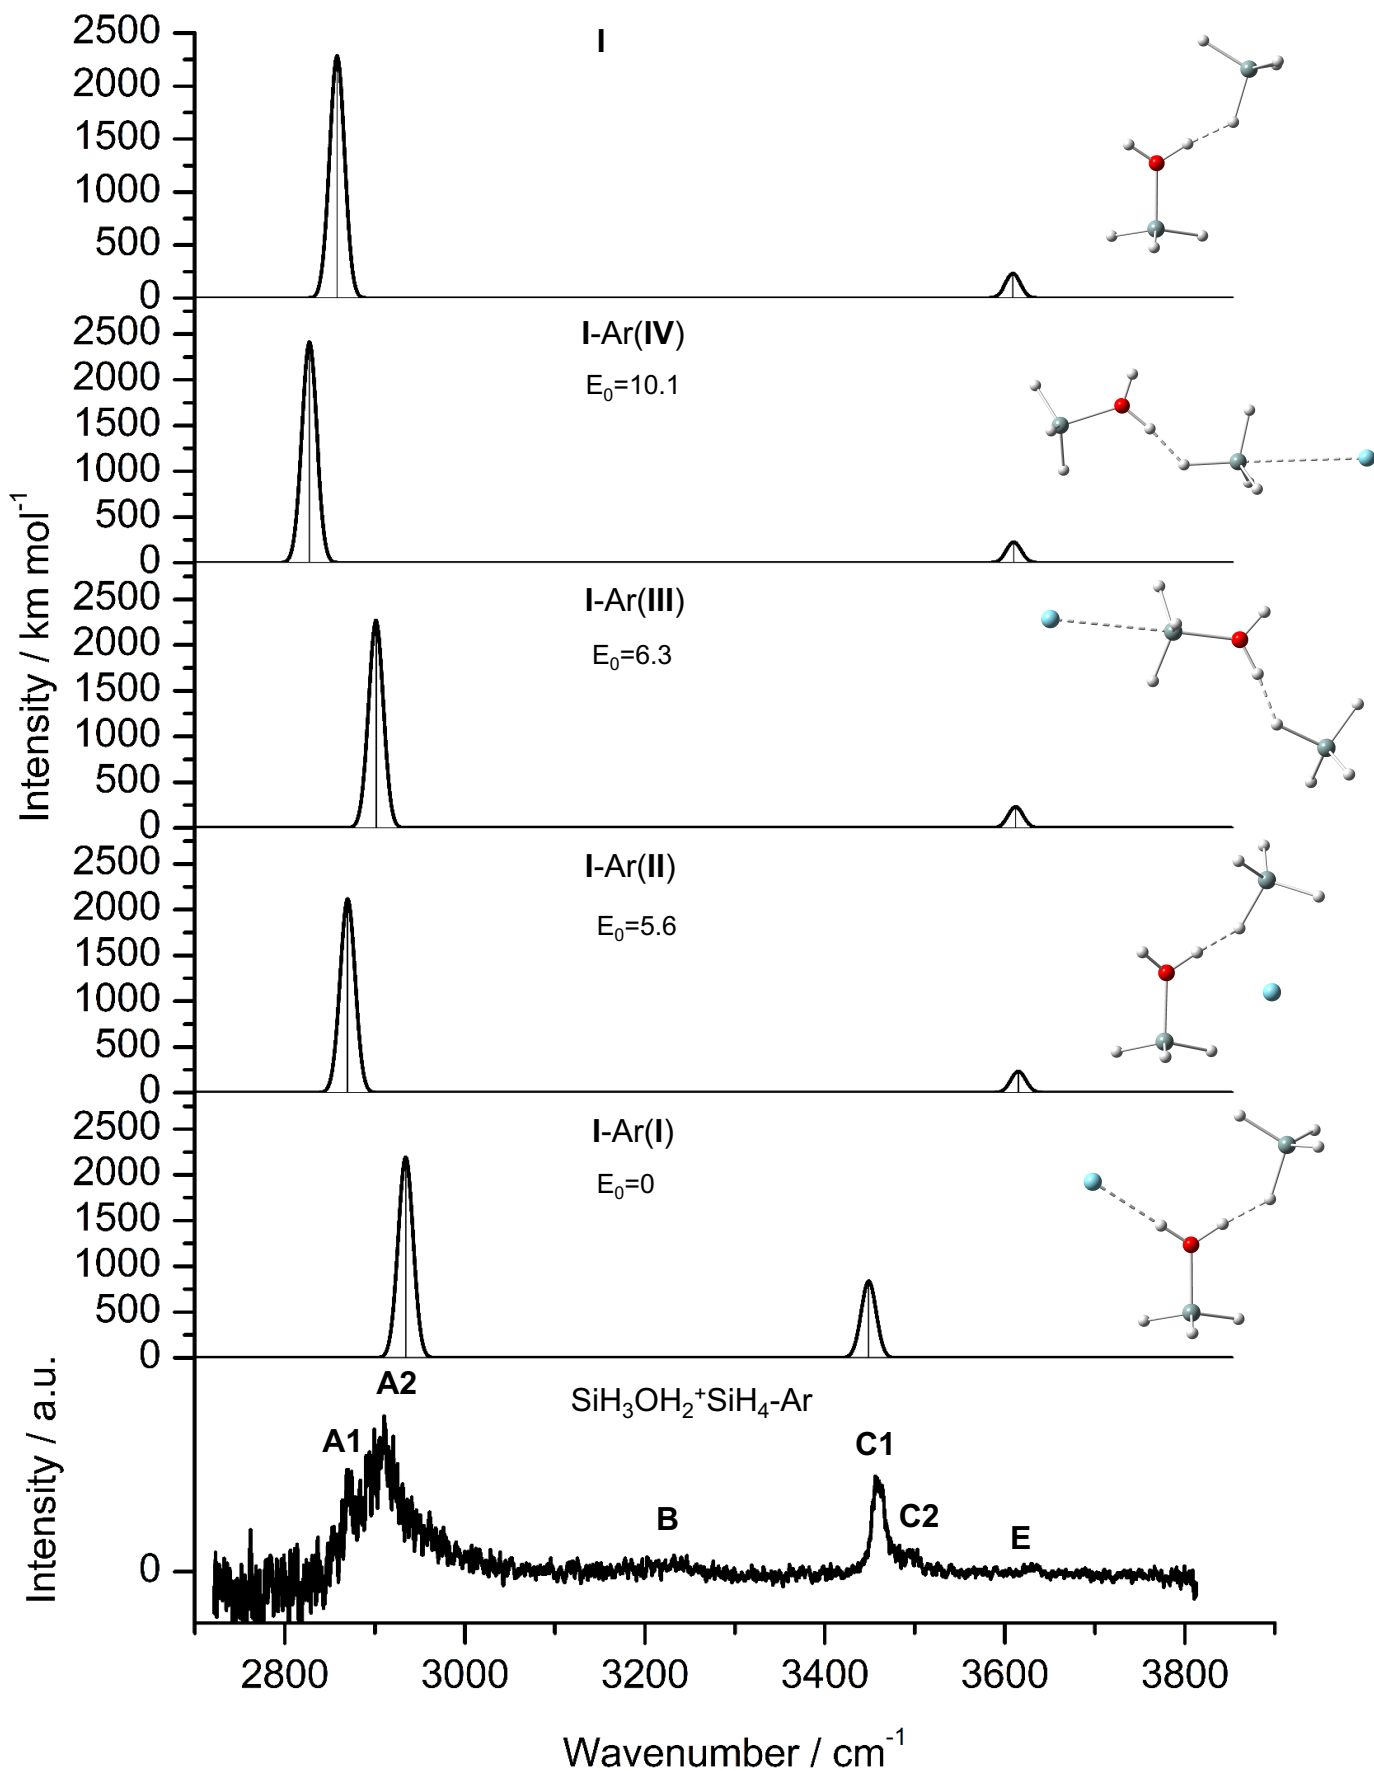 2500
I
2000
1500
1000
500
0
I-Ar(IV)
2500
E₀=10.1
2000
1500
1000
500
0
I-Ar(III)
2500
E₀=6.3
2000
1500
1000
500
0
I-Ar(II)
2500
E₀=5.6
2000
1500
1000
500
0
I-Ar(I)
2500
E₀=0
2000
1500
1000
500
0
Intensity / km mol⁻¹
A2
SiH₃OH₂⁺SiH₄-Ar
A1
C1
C2
B
E
0
Intensity / a.u.
2800 3000 3200 3400 3600 3800
Wavenumber / cm⁻¹